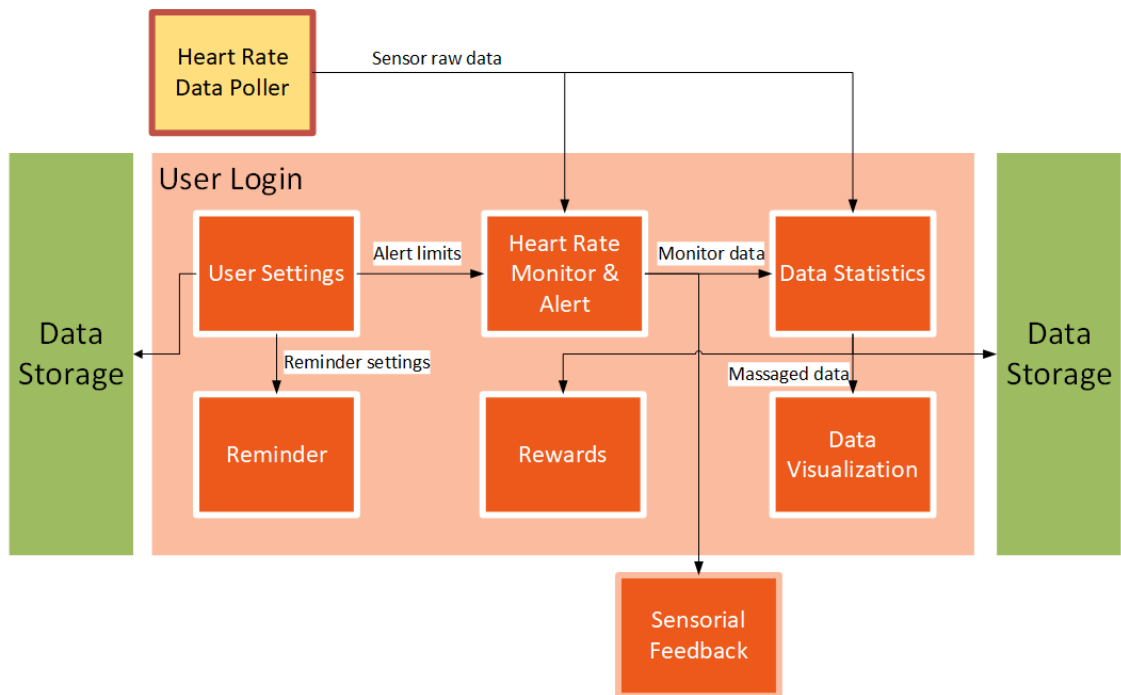 Heart Rate
Data Poller
Sensor raw data
User Login
User Settings
Alert limits
Heart Rate
Monitor &
Alert
Monitor data
Data Statistics
Data
Storage
Data
Storage
Reminder settings
Massaged data
Reminder
Rewards
Data
Visualization
Sensorial
Feedback